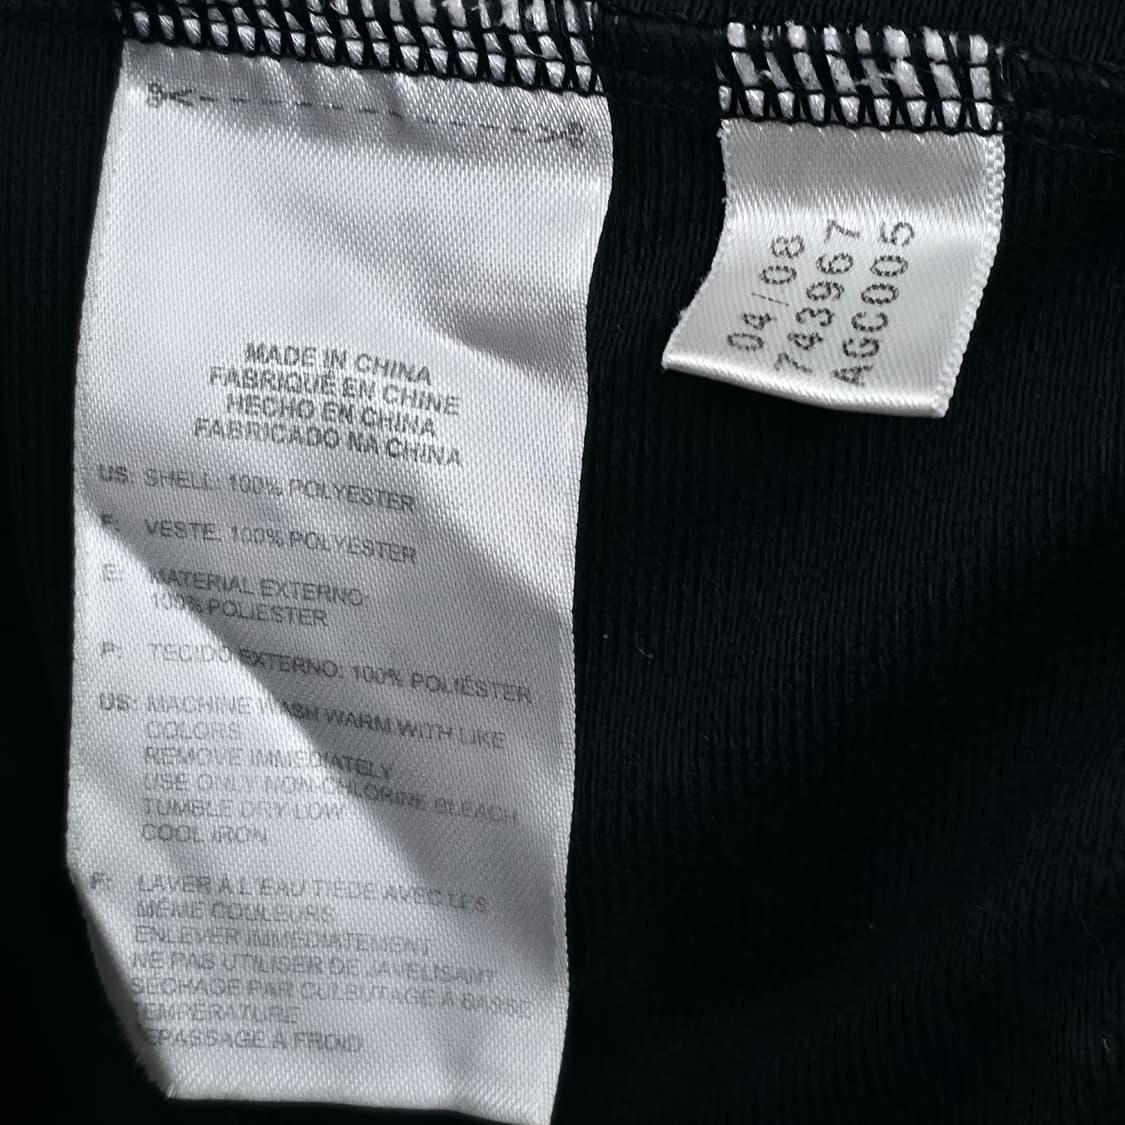 MADE IN CHINA
FABRIQUÉ EN CHINE
HECHO EN CHINA
FABRICADO NA CHINA
US: SHELL: 100% POLYESTER
F: VESTE: 100% POLYESTER
E: MATERIAL EXTERNO:
100% POLIESTER
P: TECIDO EXTERNO: 100% POLIÉSTER
US: MACHINE WASH WARM WITH LIKE
COLORS
REMOVE IMMEDIATELY
USE ONLY NON-CHLORINE BLEACH
TUMBLE DRY LOW
COOL IRON
F: LAVER A L'EAU TIEDE AVEC LES
MÊME COULEURS
ENLEVER IMMÉDIATEMENT
NE PAS UTILISER DE JAVELISANT
SÉCHAGE PAR CULBUTAGE À BASSE
TEMPÉRATURE
REPASSAGE À FROID
04/08
743967
AGC005